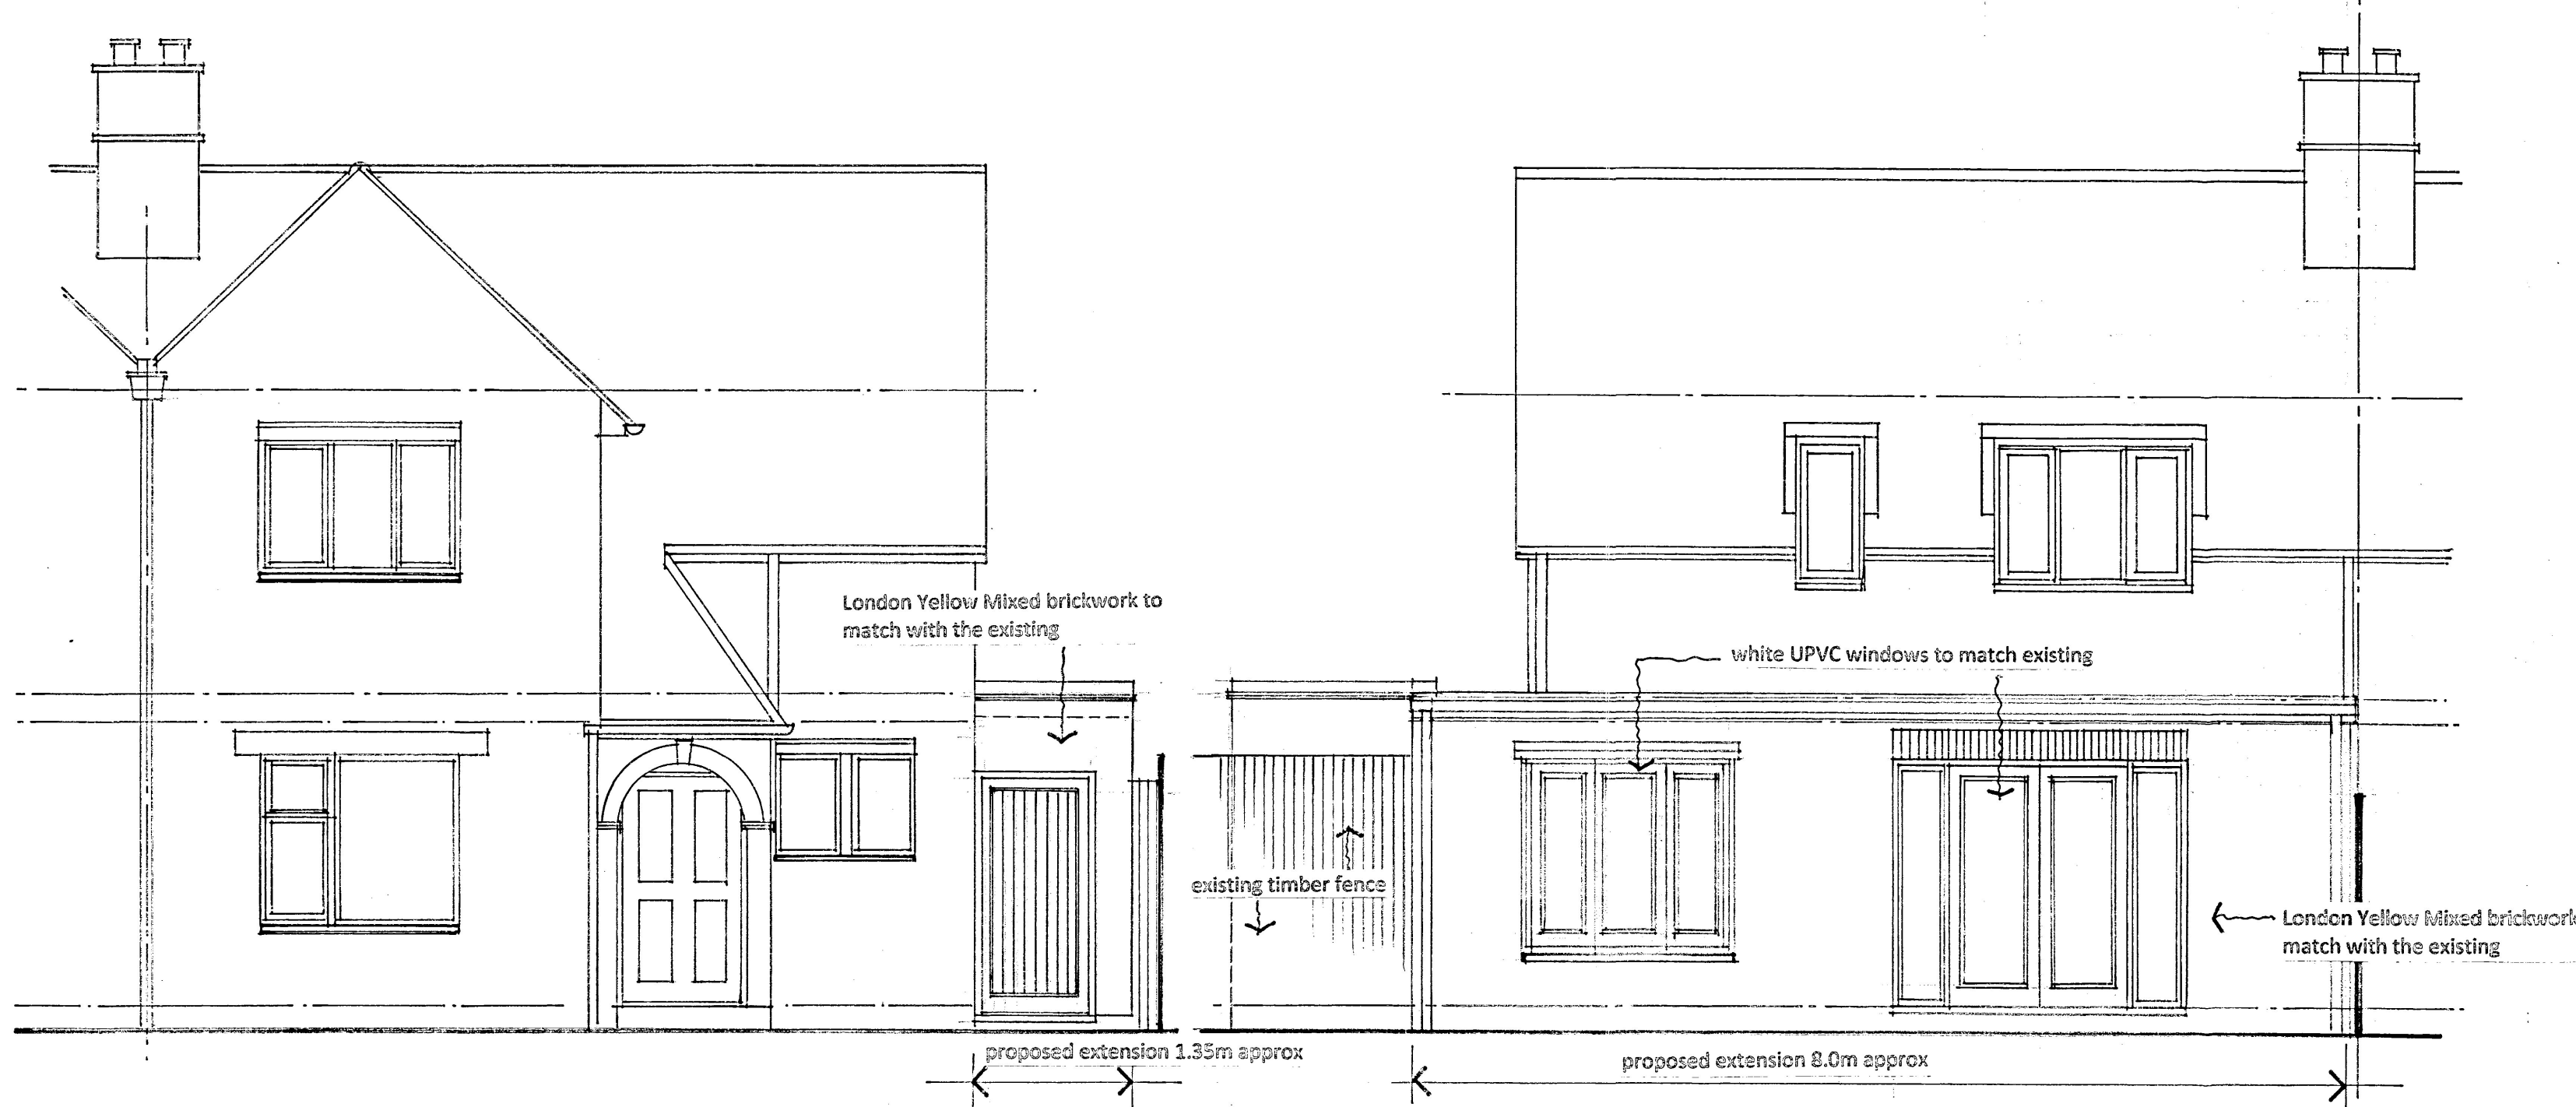 London Yellow Mixed brickwork to
match with the existing
white UPVC windows to match existing
existing timber fence
London Yellow Mixed brickwork
match with the existing
proposed extension 1.35m approx
proposed extension 8.0m approx